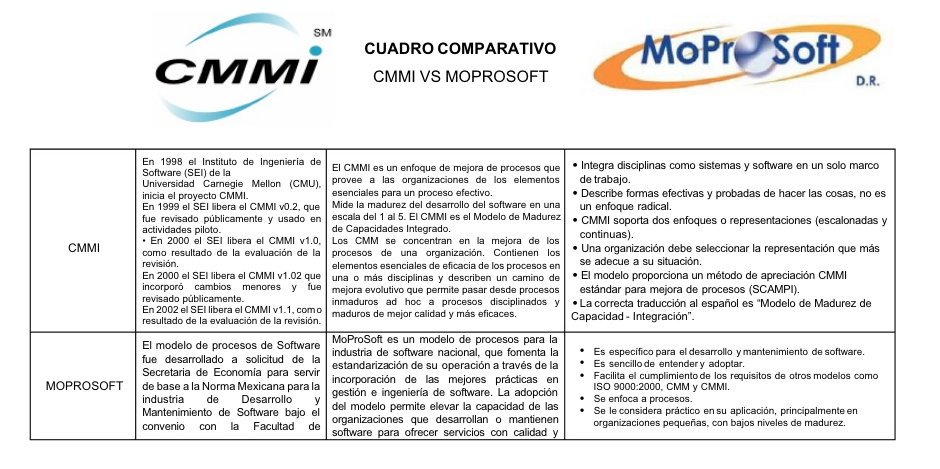 CMMI
SM
CUADRO COMPARATIVO
CMMI VS MOPROSOFT
MoProSoft
D.R.
CMMI
En 1998 el Instituto de Ingeniería de
Software (SEI) de la
Universidad Carnegie Mellon (CMU),
inicia el proyecto CMMI.
En 1999 el SEI libera el CMMI v0.2, que
fue revisado públicamente y usado en
actividades piloto.
• En 2000 el SEI libera el CMMI v1.0,
como resultado de la evaluación de la
revisión.
En 2000 el SEI libera el CMMI v1.02 que
incorporó cambios menores y fue
revisado públicamente.
En 2002 el SEI libera el CMMI v1.1, como
resultado de la evaluación de la revisión.
El CMMI es un enfoque de mejora de procesos que
provee a las organizaciones de los elementos
esenciales para un proceso efectivo.
Mide la madurez del desarrollo del software en una
escala del 1 al 5. El CMMI es el Modelo de Madurez
de Capacidades Integrado.
Los CMM se concentran en la mejora de los
procesos de una organización. Contienen los
elementos esenciales de eficacia de los procesos en
una o más disciplinas y describen un camino de
mejora evolutivo que permite pasar desde procesos
inmaduros ad hoc a procesos disciplinados y
maduros de mejor calidad y más eficaces.
• Integra disciplinas como sistemas y software en un solo marco
de trabajo.
• Describe formas efectivas y probadas de hacer las cosas, no es
un enfoque radical.
• CMMI soporta dos enfoques o representaciones (escalonadas y
continuas).
• Una organización debe seleccionar la representación que más
se adecue a su situación.
• El modelo proporciona un método de apreciación CMMI
estándar para mejora de procesos (SCAMPI).
• La correcta traducción al español es “Modelo de Madurez de
Capacidad - Integración”.
MOPROSOFT
El modelo de procesos de Software
fue desarrollado a solicitud de la
Secretaria de Economía para servir
de base a la Norma Mexicana para la
industria de Desarrollo y
Mantenimiento de Software bajo el
convenio con la Facultad de
MoProSoft es un modelo de procesos para la
industria de software nacional, que fomenta la
estandarización de su operación a través de la
incorporación de las mejores prácticas en
gestión e ingeniería de software. La adopción
del modelo permite elevar la capacidad de las
organizaciones que desarrollan o mantienen
software para ofrecer servicios con calidad y
• Es específico para el desarrollo y mantenimiento de software.
• Es sencillo de entender y adoptar.
• Facilita el cumplimiento de los requisitos de otros modelos como
ISO 9000:2000, CMM y CMMI.
• Se enfoca a procesos.
• Se le considera práctico en su aplicación, principalmente en
organizaciones pequeñas, con bajos niveles de madurez.